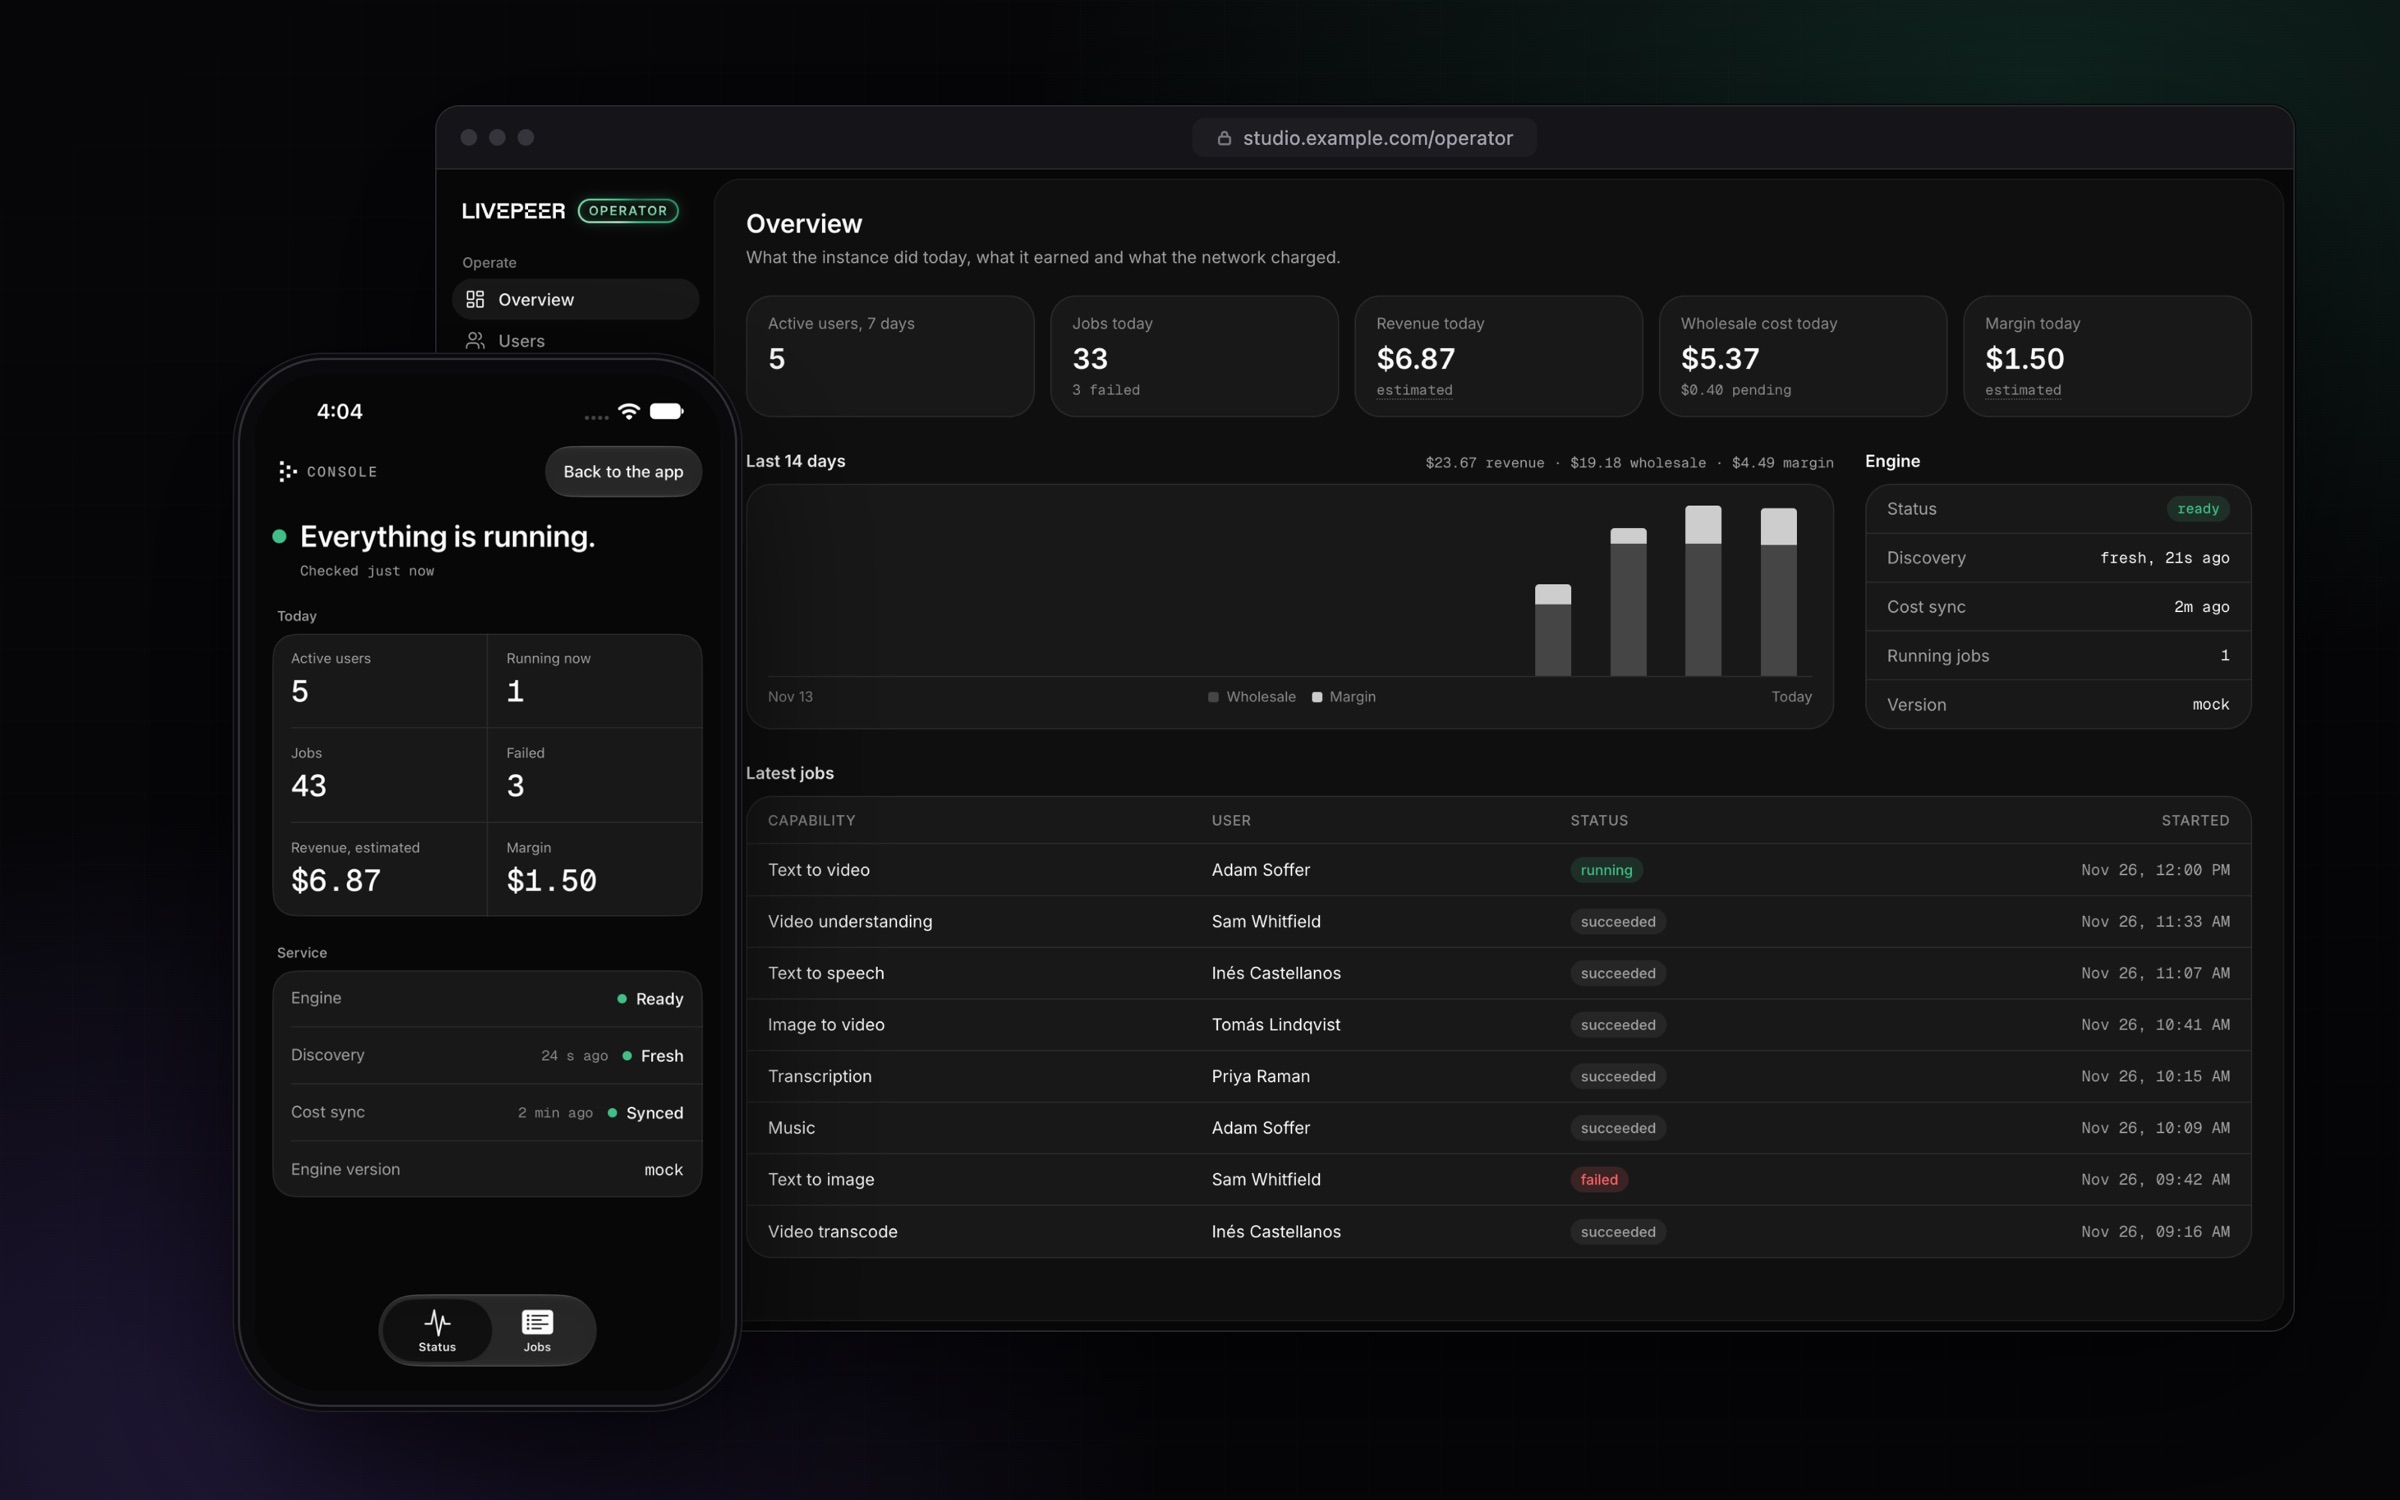 studio.example.com/operator
LIVEPEER OPERATOR
Operate
Overview
Users
Overview
What the instance did today, what it earned and what the network charged.
Active users, 7 days
5
Jobs today
33
3 failed
Revenue today
$6.87
estimated
Wholesale cost today
$5.37
$0.40 pending
Margin today
$1.50
estimated
Last 14 days
$23.67 revenue · $19.18 wholesale · $4.49 margin
Nov 13
Wholesale
Margin
Today
Engine
Status ready
Discovery fresh, 21s ago
Cost sync 2m ago
Running jobs 1
Version mock
Latest jobs
CAPABILITY USER STATUS STARTED
Text to video Adam Soffer running Nov 26, 12:00 PM
Video understanding Sam Whitfield succeeded Nov 26, 11:33 AM
Text to speech Inés Castellanos succeeded Nov 26, 11:07 AM
Image to video Tomás Lindqvist succeeded Nov 26, 10:41 AM
Transcription Priya Raman succeeded Nov 26, 10:15 AM
Music Adam Soffer succeeded Nov 26, 10:09 AM
Text to image Sam Whitfield failed Nov 26, 09:42 AM
Video transcode Inés Castellanos succeeded Nov 26, 09:16 AM
4:04
CONSOLE
Back to the app
Everything is running.
Checked just now
Today
Active users
5
Running now
1
Jobs
43
Failed
3
Revenue, estimated
$6.87
Margin
$1.50
Service
Engine Ready
Discovery 24 s ago Fresh
Cost sync 2 min ago Synced
Engine version mock
Status
Jobs